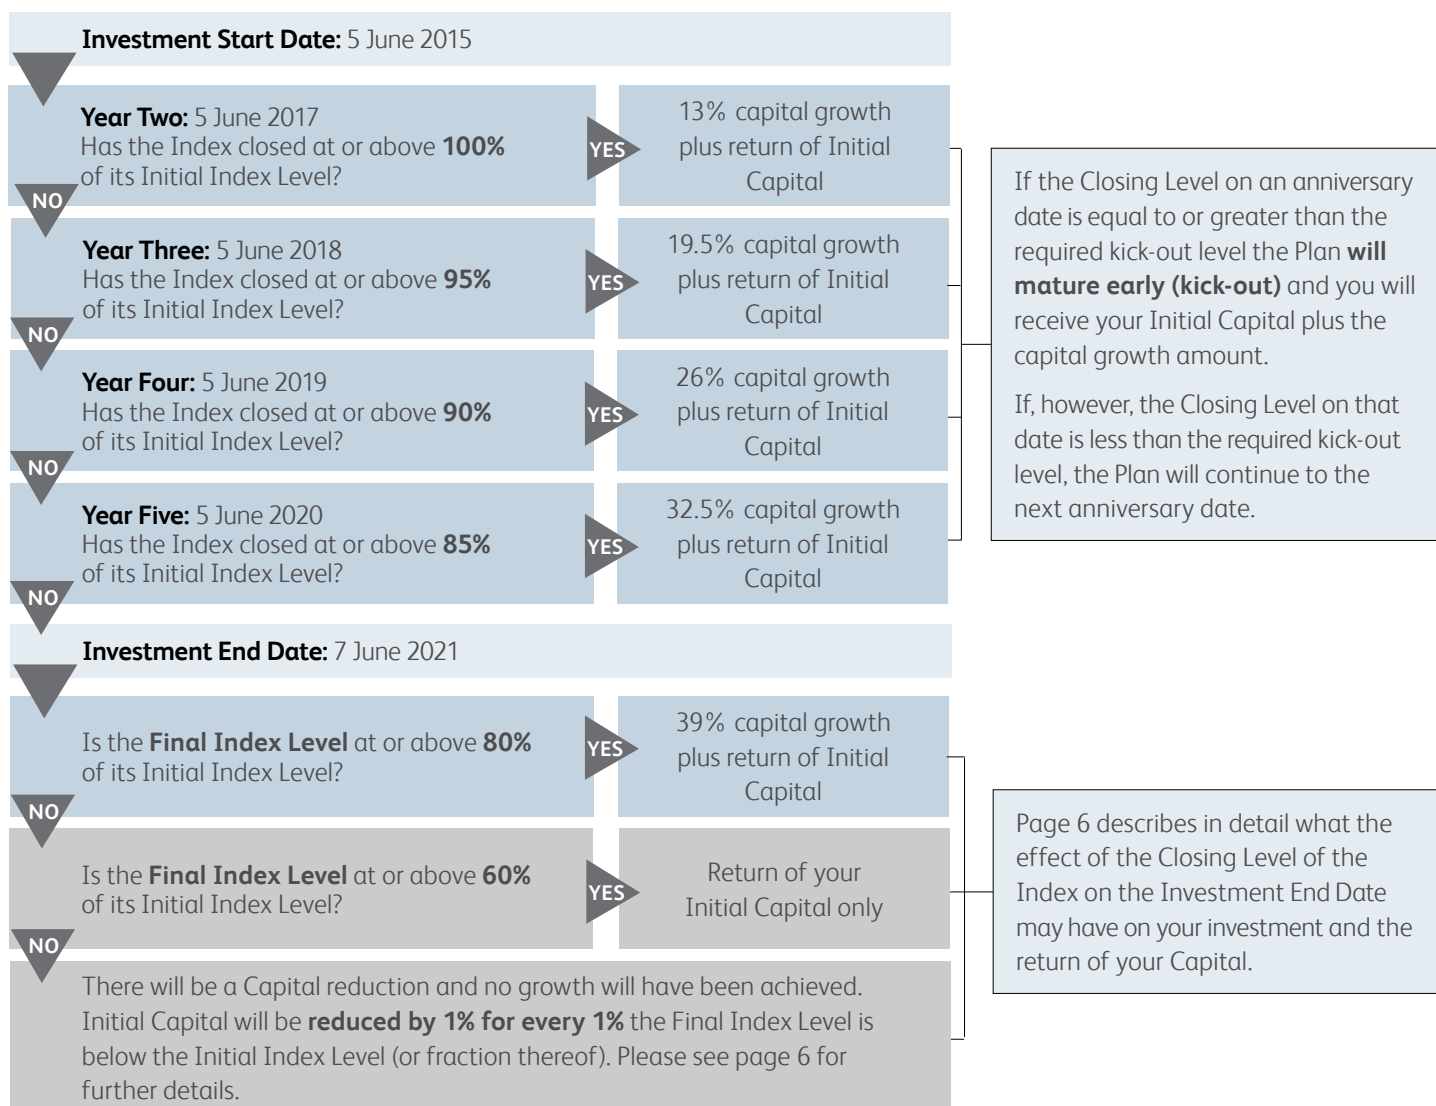 Investment Start Date: 5 June 2015
Year Two: 5 June 2017
Has the Index closed at or above 100%
of its Initial Index Level?
YES
13% capital growth
plus return of Initial
Capital
NO
Year Three: 5 June 2018
Has the Index closed at or above 95%
of its Initial Index Level?
YES
19.5% capital growth
plus return of Initial
Capital
NO
Year Four: 5 June 2019
Has the Index closed at or above 90%
of its Initial Index Level?
YES
26% capital growth
plus return of Initial
Capital
NO
Year Five: 5 June 2020
Has the Index closed at or above 85%
of its Initial Index Level?
YES
32.5% capital growth
plus return of Initial
Capital
NO
If the Closing Level on an anniversary
date is equal to or greater than the
required kick-out level the Plan will
mature early (kick-out) and you will
receive your Initial Capital plus the
capital growth amount.
If, however, the Closing Level on that
date is less than the required kick-out
level, the Plan will continue to the
next anniversary date.
Investment End Date: 7 June 2021
Is the Final Index Level at or above 80%
of its Initial Index Level?
YES
39% capital growth
plus return of Initial
Capital
NO
Is the Final Index Level at or above 60%
of its Initial Index Level?
YES
Return of your
Initial Capital only
NO
There will be a Capital reduction and no growth will have been achieved.
Initial Capital will be reduced by 1% for every 1% the Final Index Level is
below the Initial Index Level (or fraction thereof). Please see page 6 for
further details.
Page 6 describes in detail what the
effect of the Closing Level of the
Index on the Investment End Date
may have on your investment and the
return of your Capital.